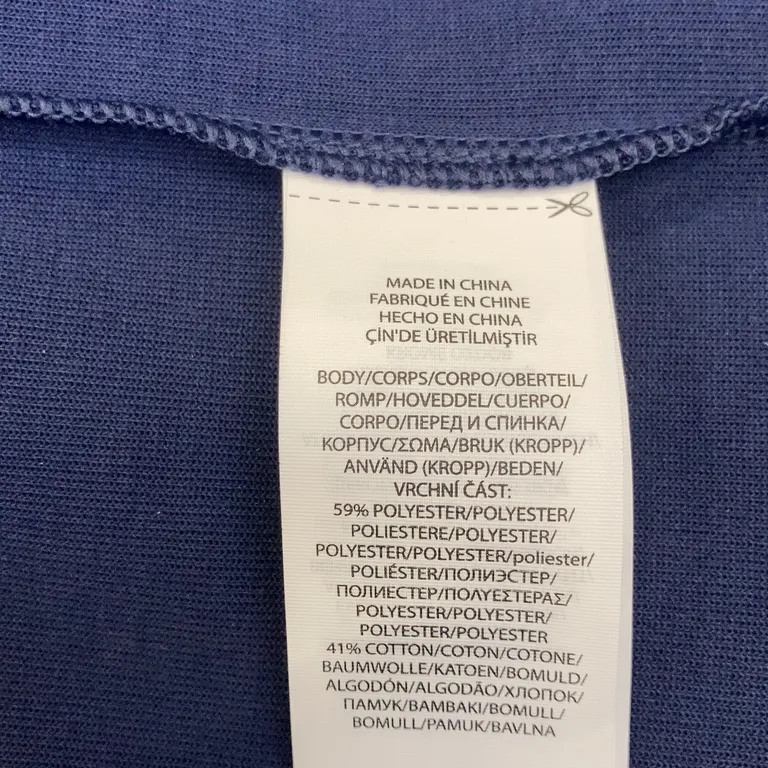 MADE IN CHINA
FABRIQUÉ EN CHINE
HECHO EN CHINA
ÇİN'DE ÜRETİLMİŞTİR
BODY/CORPS/CORPO/OBERTEIL/
ROMP/HOVEDDEL/CUERPO/
CORPO/ПЕРЕД И СПИНКА/
КОРПУС/ΣΩΜΑ/BRUK (KROPP)/
ANVÄND (KROPP)/BEDEN/
VRCHNÍ ČÁST:
59% POLYESTER/POLYESTER/
POLIESTERE/POLYESTER/
POLYESTER/POLYESTER/poliester/
POLIÉSTER/ПОЛИЭСТЕР/
ПОЛИЕСТЕР/ΠΟΛΥΕΣΤΕΡΑΣ/
POLYESTER/POLYESTER/
POLYESTER/POLYESTER
41% COTTON/COTON/COTONE/
BAUMWOLLE/KATOEN/BOMULD/
ALGODÓN/ALGODÃO/ХЛОПОК/
ПАМУК/BAMBAKI/BOMULL/
BOMULL/PAMUK/BAVLNA